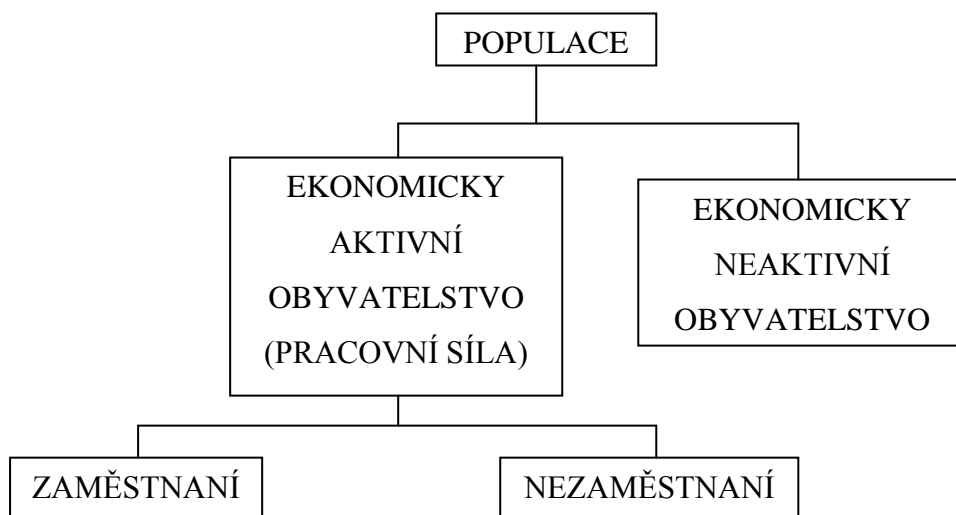 POPULACE
EKONOMICKY
AKTIVNÍ
OBYVATELSTVO
(PRACOVNÍ SÍLA)
EKONOMICKY
NEAKTIVNÍ
OBYVATELSTVO
ZAMĚSTNANÍ
NEZAMĚSTNANÍ